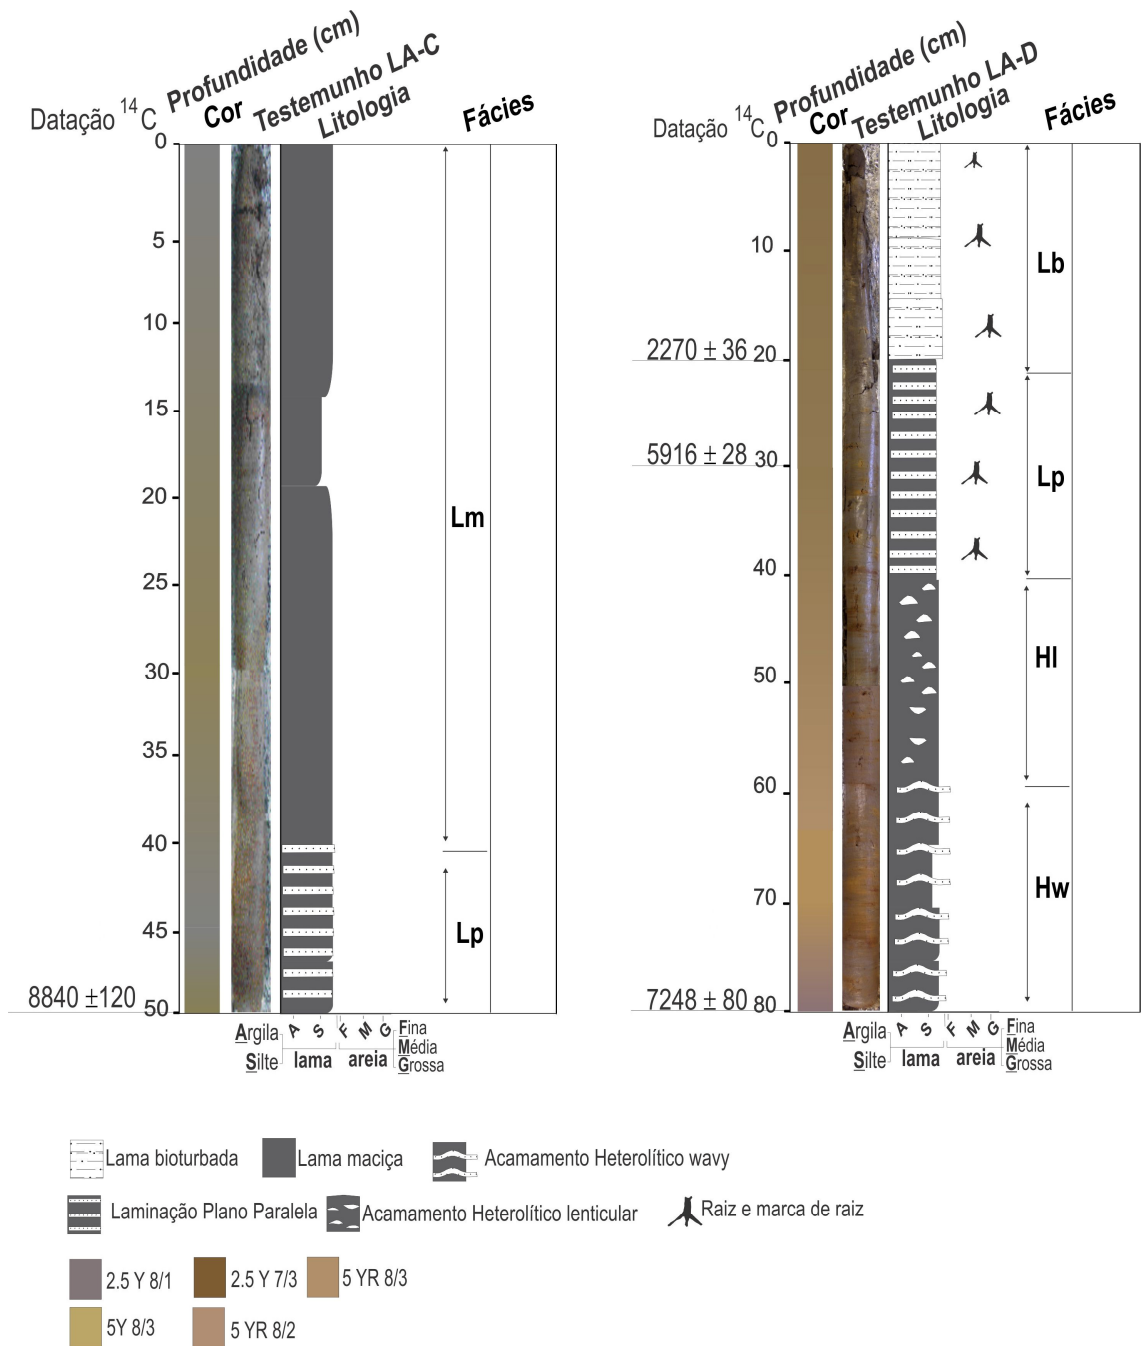 Datação 14C
Profundidade (cm)
Cor
Testemunho LA-C
Litologia
Fácies
0
5
10
15
20
25
30
35
40
45
50
8840 ±120
Lm
Lp
Argila
Silte
A S F M G
lama areia
Fina
Média
Grossa
Datação 14C
Profundidade (cm)
Cor
Testemunho LA-D
Litologia
Fácies
0
10
2270 ± 36 20
5916 ± 28 30
40
50
60
70
7248 ± 80 80
Lb
Lp
Hl
Hw
Argila
Silte
A S F M G
lama areia
Fina
Média
Grossa
Lama bioturbada
Lama maciça
Acamamento Heterolítico wavy
Laminação Plano Paralela
Acamamento Heterolítico lenticular
Raiz e marca de raiz
2.5 Y 8/1
2.5 Y 7/3
5 YR 8/3
5Y 8/3
5 YR 8/2